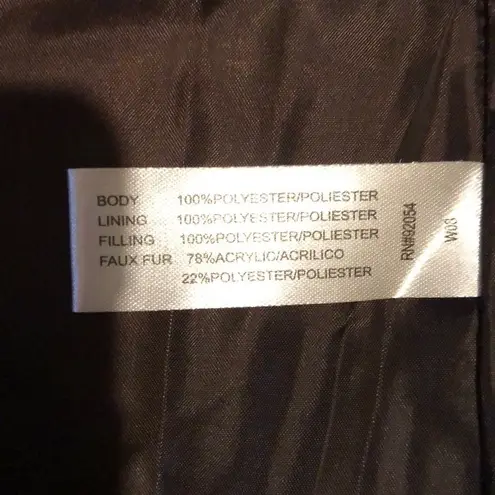 BODY 100%POLYESTER/POLIESTER
LINING 100%POLYESTER/POLIESTER
FILLING 100%POLYESTER/POLIESTER
FAUX FUR 78%ACRYLIC/ACRILICO
22%POLYESTER/POLIESTER
RN#92054
W08